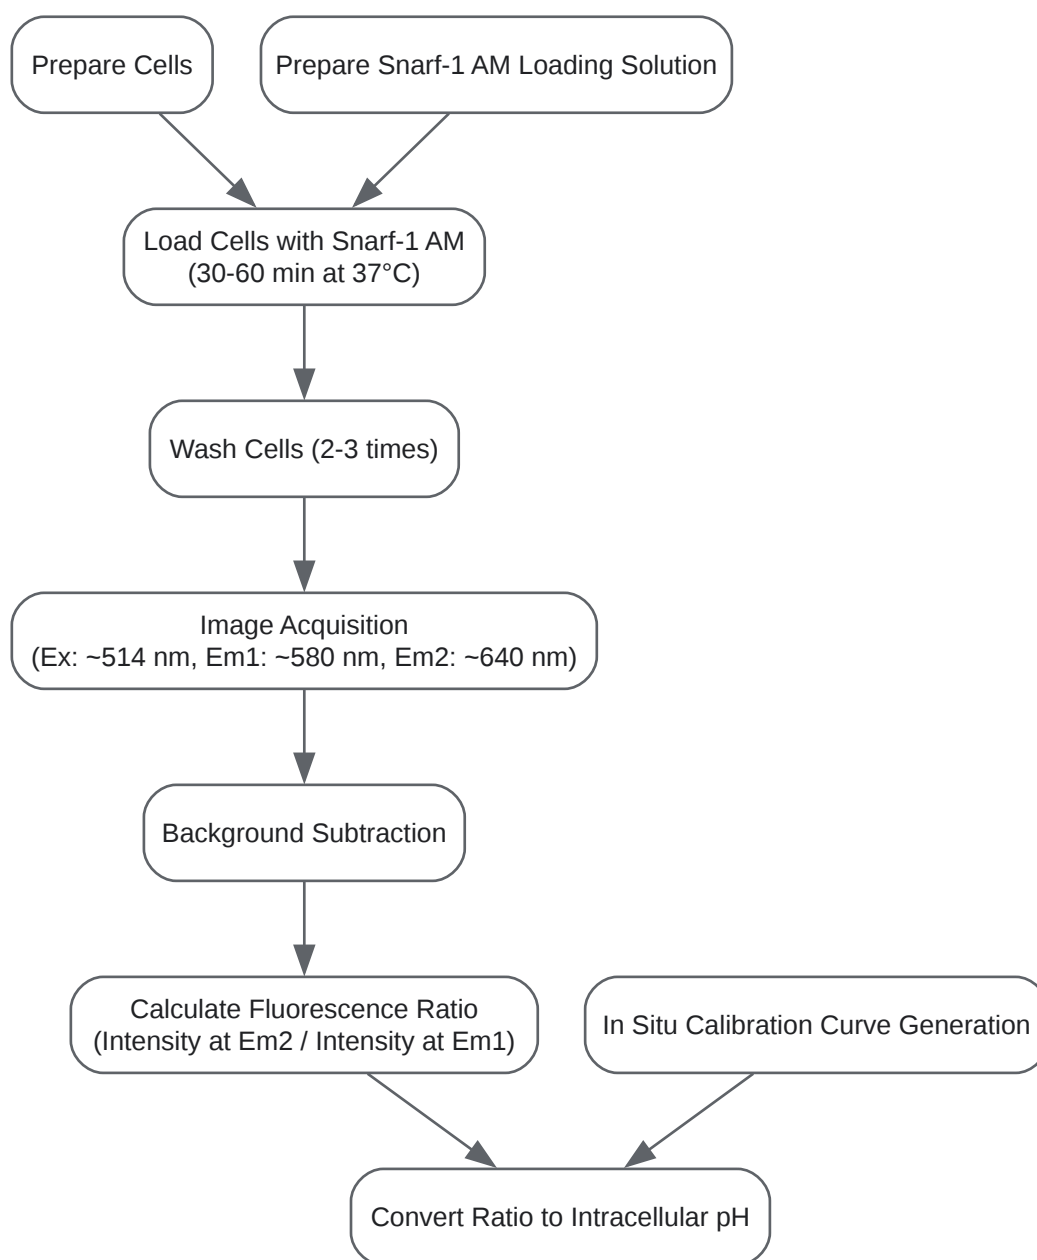 Prepare Cells
Prepare Snarf-1 AM Loading Solution
Load Cells with Snarf-1 AM
(30-60 min at 37°C)
Wash Cells (2-3 times)
Image Acquisition
(Ex: ~514 nm, Em1: ~580 nm, Em2: ~640 nm)
Background Subtraction
Calculate Fluorescence Ratio
(Intensity at Em2 / Intensity at Em1)
In Situ Calibration Curve Generation
Convert Ratio to Intracellular pH